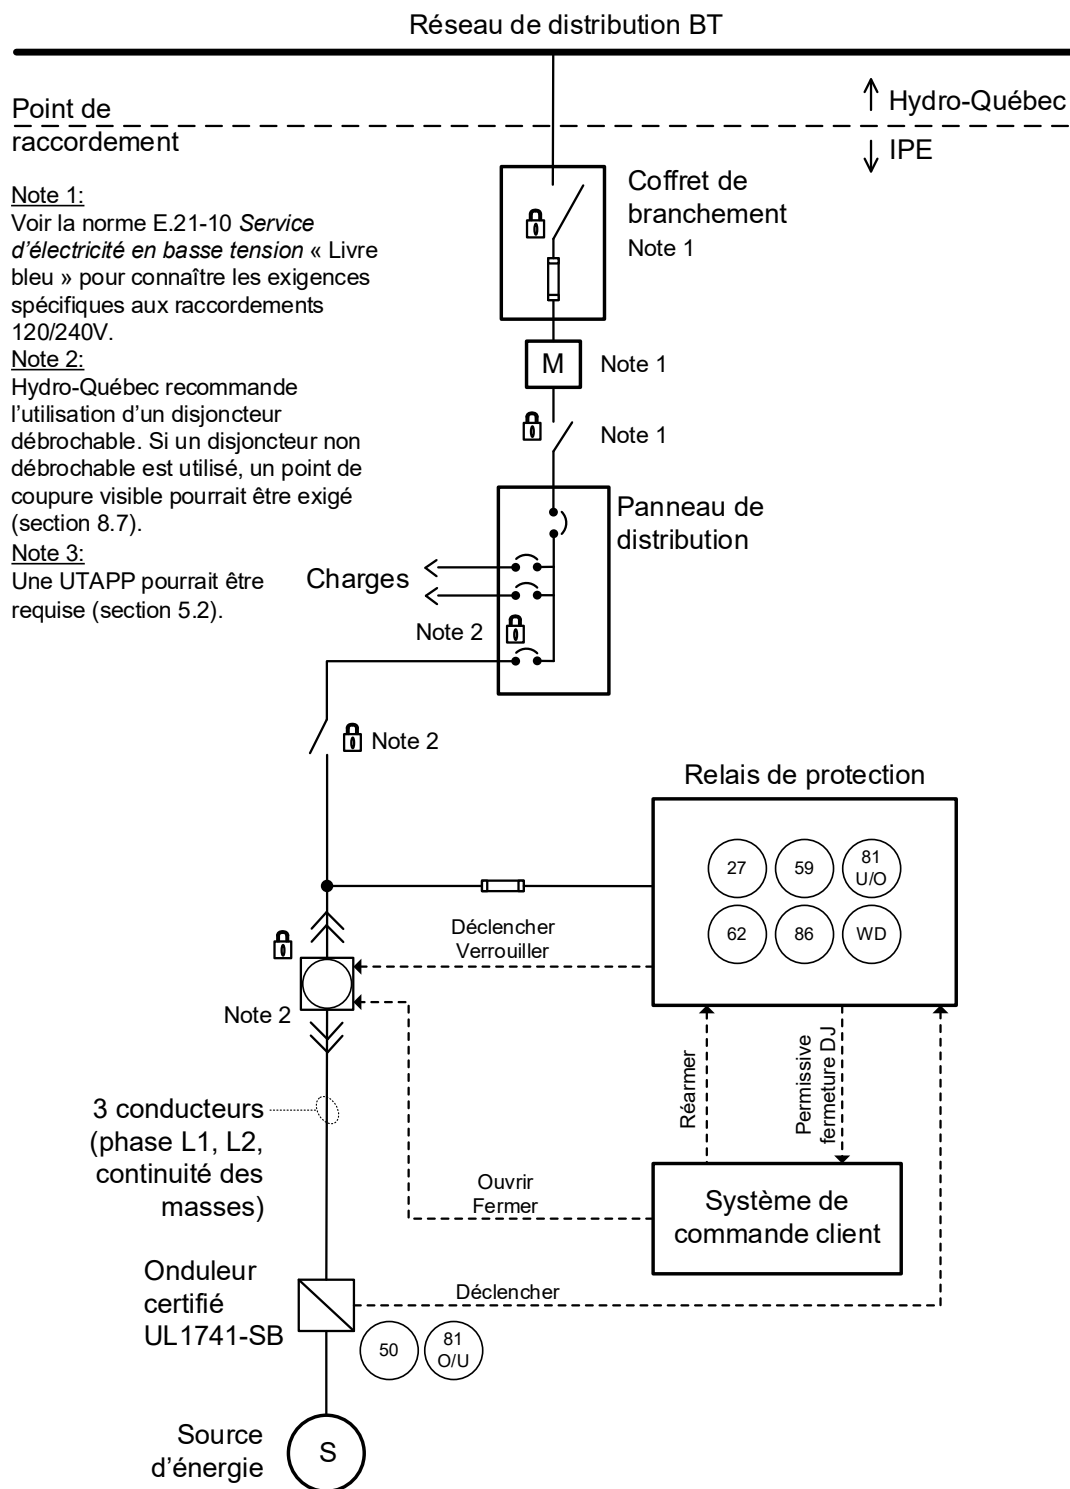 Réseau de distribution BT
Point de
raccordement
Hydro-Québec
IPE
Note 1:
Voir la norme E.21-10 Service
d'électricité en basse tension « Livre
bleu » pour connaître les exigences
spécifiques aux raccordements
120/240V.
Note 2:
Hydro-Québec recommande
l'utilisation d'un disjoncteur
débrochable. Si un disjoncteur non
débrochable est utilisé, un point de
coupure visible pourrait être exigé
(section 8.7).
Note 3:
Une UTAPP pourrait être
requise (section 5.2).
Coffret de
branchement
Note 1
M
Note 1
Note 1
Panneau de
distribution
Charges
Note 2
Note 2
Relais de protection
27
59
81
U/O
62
86
WD
Déclencher
Verrouiller
Note 2
Réarmer
Permissive
fermeture DJ
3 conducteurs
(phase L1, L2,
continuité des
masses)
Ouvrir
Fermer
Système de
commande client
Onduleur
certifié
UL1741-SB
Déclencher
50
81
O/U
Source
d'énergie
S